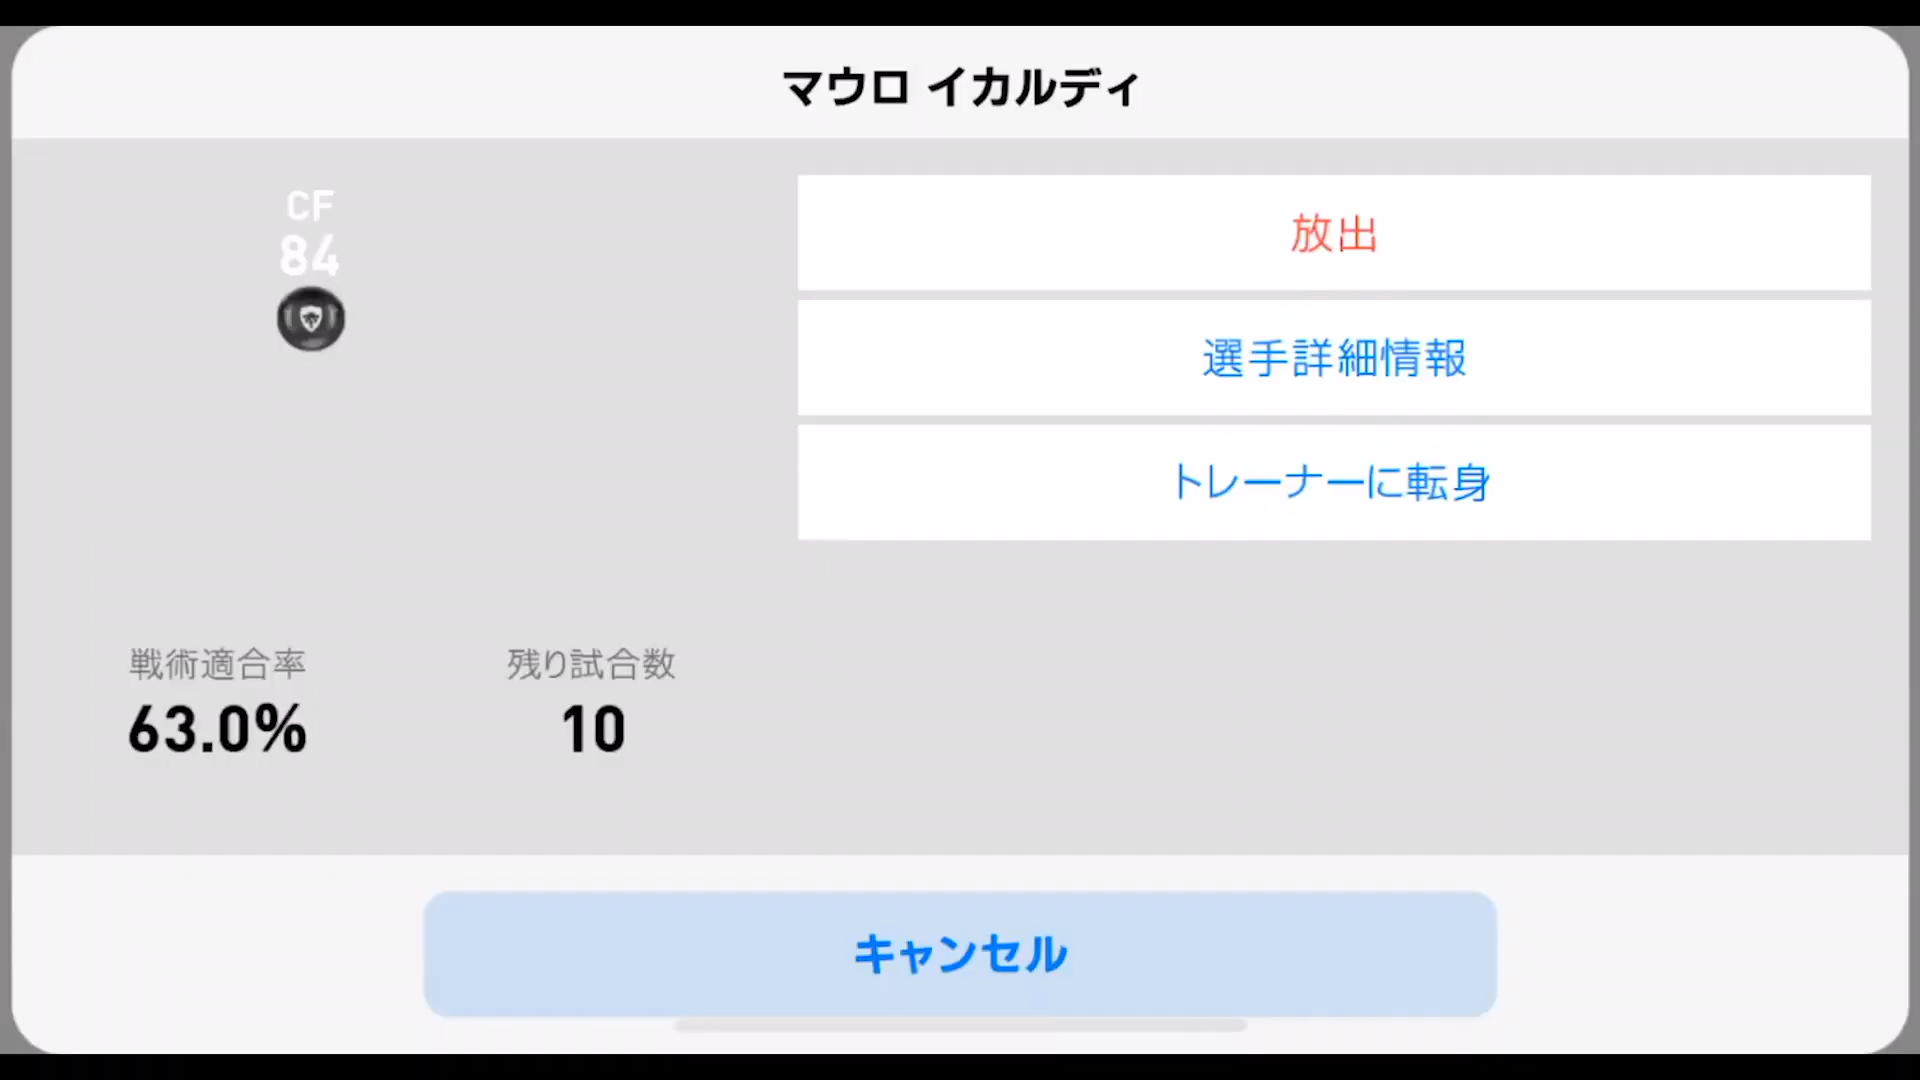 マウロ イカルディ
CF
84
放出
選手詳細情報
トレーナーに転身
戦術適合率
63.0%
残り試合数
10
キャンセル